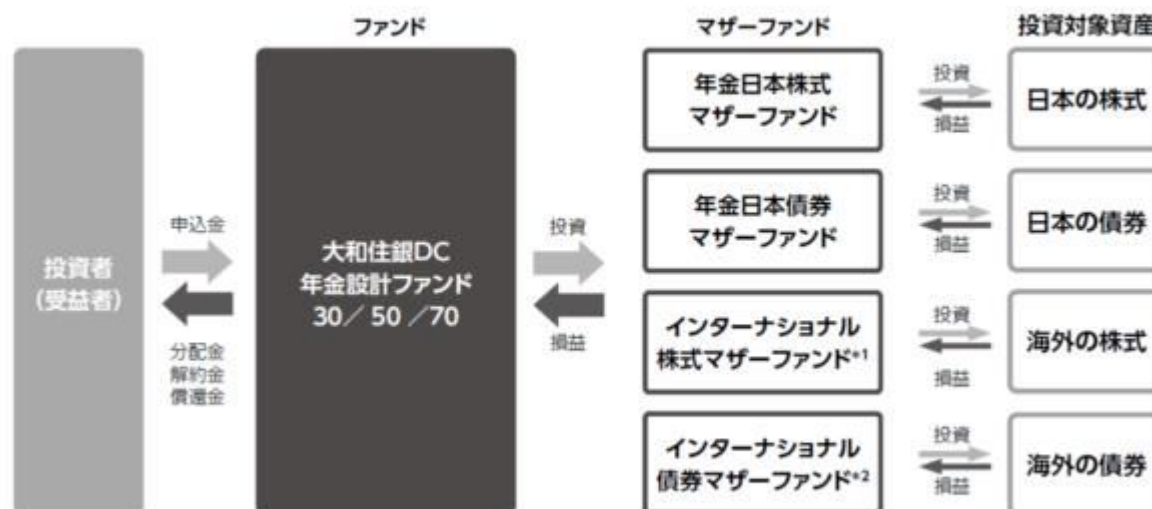 ファンド
マザーファンド
投資対象資産
投資者
(受益者)
申込金
分配金
解約金
償還金
大和住銀DC
年金設計ファンド
30／50／70
投資
損益
年金日本株式
マザーファンド
投資
損益
日本の株式
年金日本債券
マザーファンド
投資
損益
日本の債券
インターナショナル
株式マザーファンド*1
投資
損益
海外の株式
インターナショナル
債券マザーファンド*2
投資
損益
海外の債券